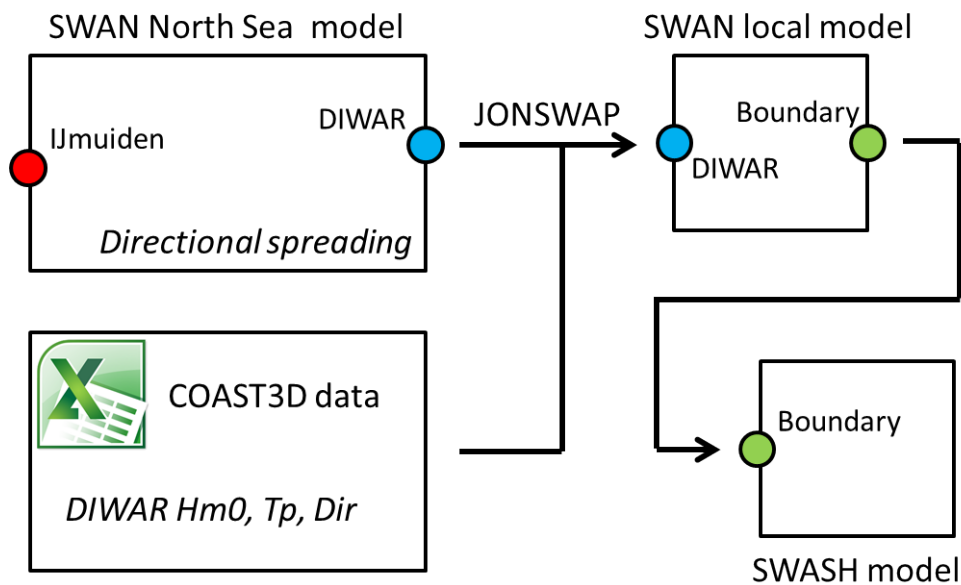 SWAN North Sea model
IJmuiden
DIWAR
Directional spreading
JONSWAP
SWAN local model
Boundary
DIWAR
X
COAST3D data
DIWAR Hm0, Tp, Dir
Boundary
SWASH model